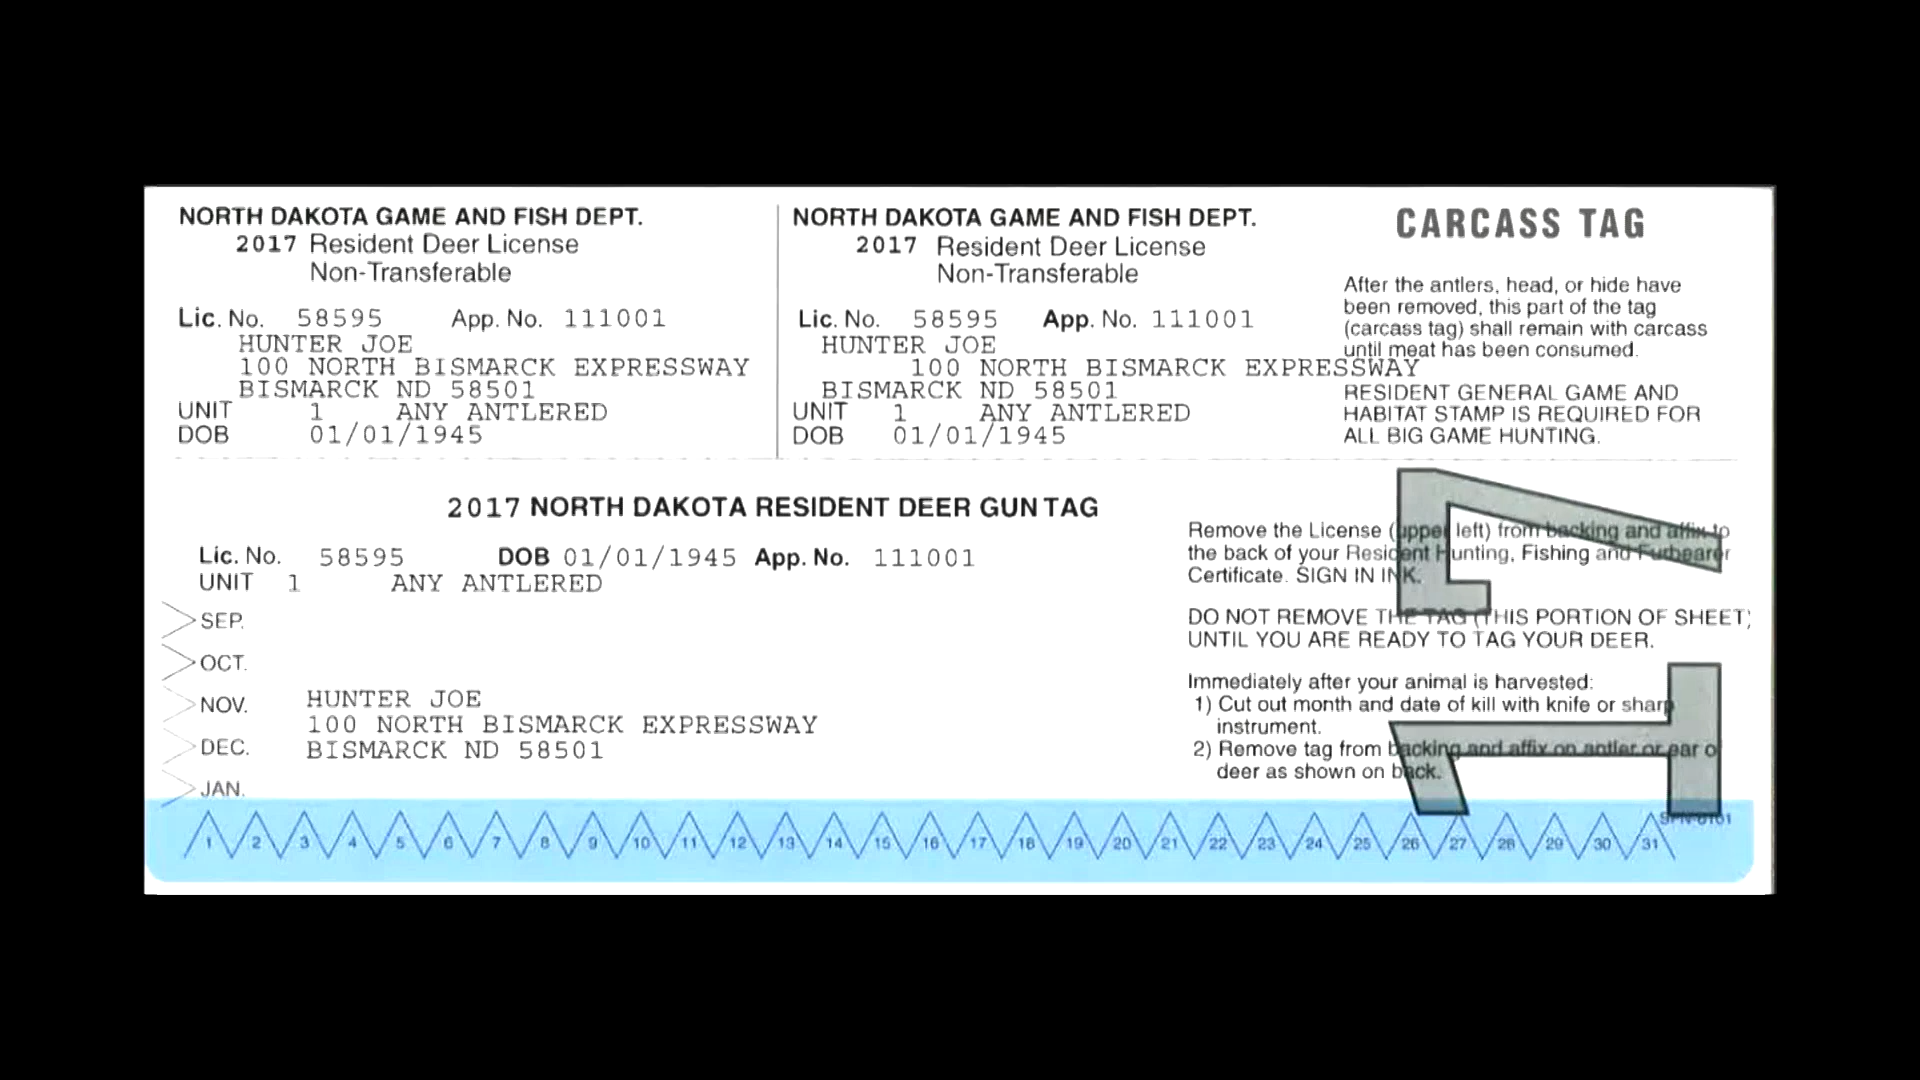 NORTH DAKOTA GAME AND FISH DEPT.
2017 Resident Deer License
Non-Transferable
Lic. No. 58595 App. No. 111001
HUNTER JOE
100 NORTH BISMARCK EXPRESSWAY
BISMARCK ND 58501
UNIT 1 ANY ANTLERED
DOB 01/01/1945
NORTH DAKOTA GAME AND FISH DEPT.
2017 Resident Deer License
Non-Transferable
Lic. No. 58595 App. No. 111001
HUNTER JOE
100 NORTH BISMARCK EXPRESSWAY
BISMARCK ND 58501
UNIT 1 ANY ANTLERED
DOB 01/01/1945
CARCASS TAG
After the antlers, head, or hide have
been removed, this part of the tag
(carcass tag) shall remain with carcass
until meat has been consumed.
RESIDENT GENERAL GAME AND
HABITAT STAMP IS REQUIRED FOR
ALL BIG GAME HUNTING.
2017 NORTH DAKOTA RESIDENT DEER GUN TAG
Lic. No. 58595 DOB 01/01/1945 App. No. 111001
UNIT 1 ANY ANTLERED
SEP.
OCT.
NOV.
DEC.
JAN.
HUNTER JOE
100 NORTH BISMARCK EXPRESSWAY
BISMARCK ND 58501
Remove the License (upper left) from backing and affix to
the back of your Resident Hunting, Fishing and Furbearer
Certificate. SIGN IN INK.
DO NOT REMOVE THE TAG (THIS PORTION OF SHEET)
UNTIL YOU ARE READY TO TAG YOUR DEER.
Immediately after your animal is harvested:
1) Cut out month and date of kill with knife or sharp
instrument.
2) Remove tag from backing and affix on antler or ear o
deer as shown on back.
17
1 2 3 4 5 6 7 8 9 10 11 12 13 14 15 16 17 18 19 20 21 22 23 24 25 26 27 28 29 30 31